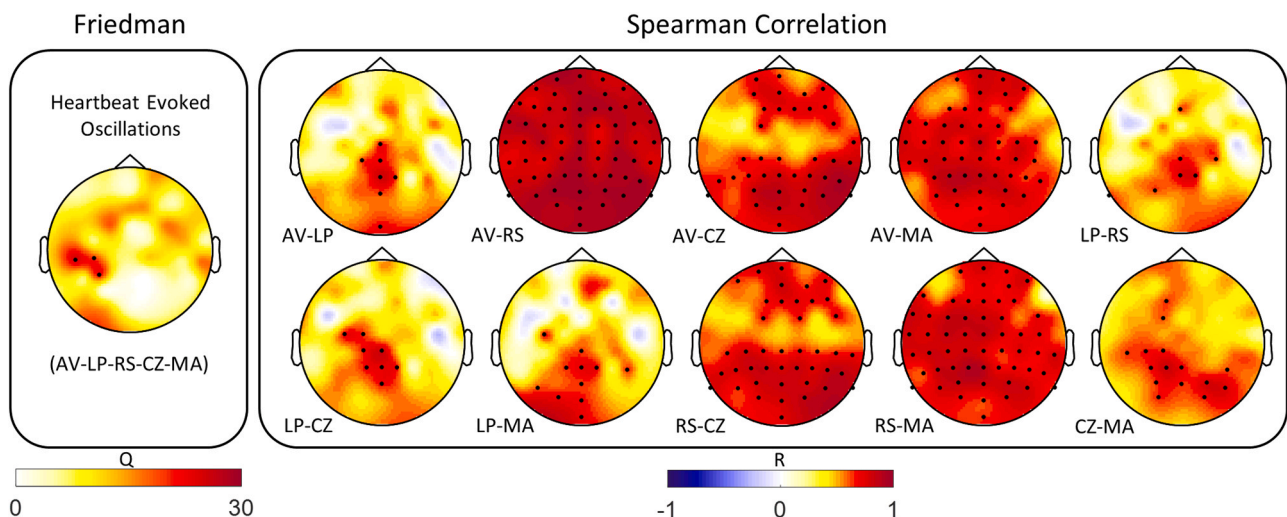 Friedman
Spearman Correlation
Heartbeat Evoked
Oscillations
(AV-LP-RS-CZ-MA)
AV-LP
AV-RS
AV-CZ
AV-MA
LP-RS
LP-CZ
LP-MA
RS-CZ
RS-MA
CZ-MA
Q
0
30
R
-1
0
1